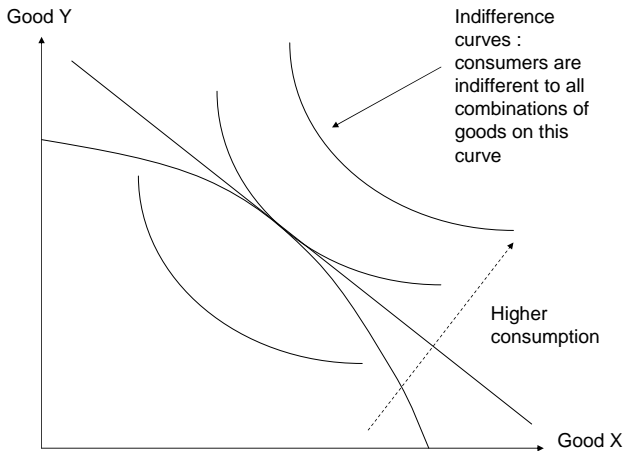 Good Y
Indifference
curves :
consumers are
indifferent to all
combinations of
goods on this
curve
Higher
consumption
Good X